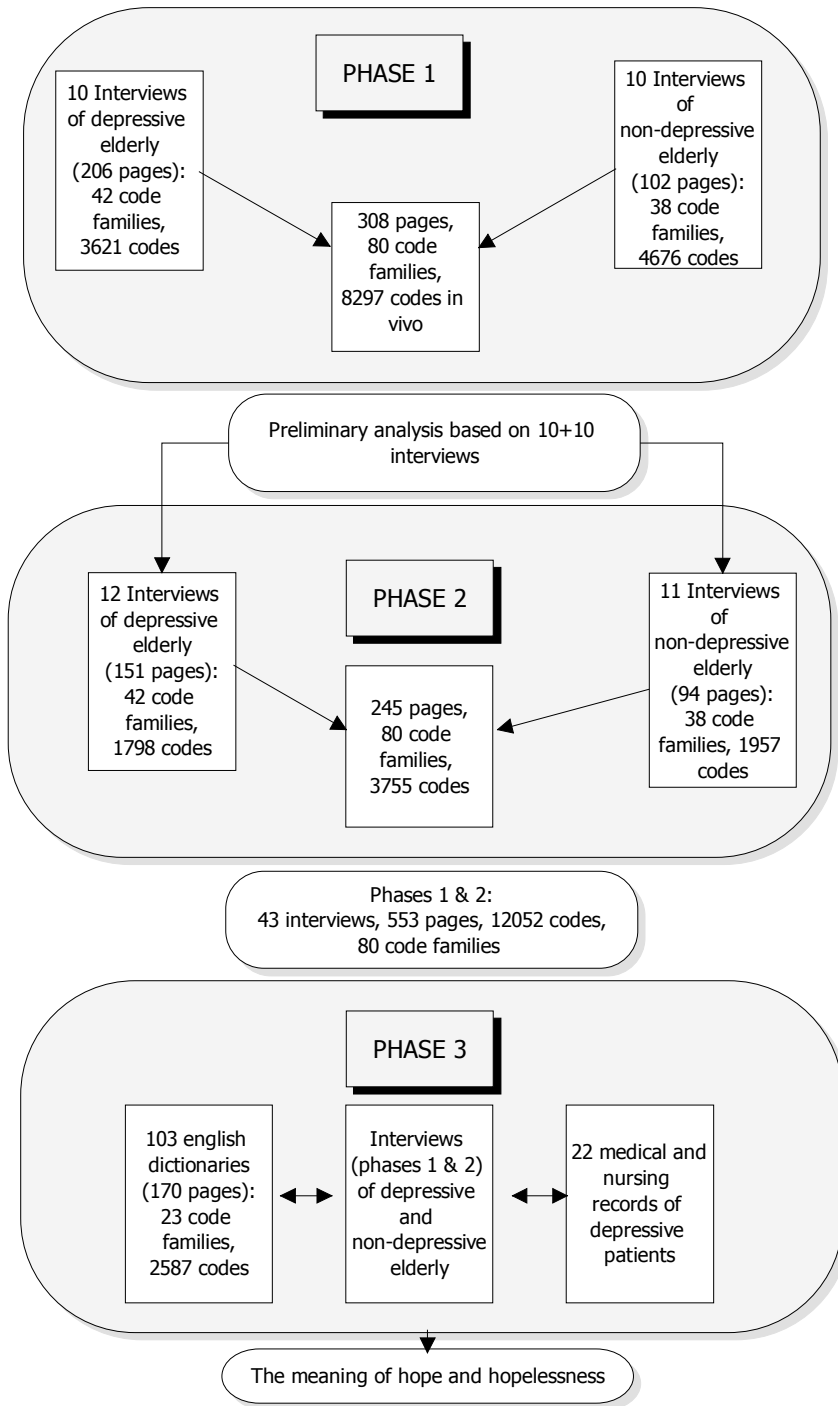 PHASE 1
10 Interviews
of depressive
elderly
(206 pages):
42 code
families,
3621 codes
10 Interviews
of
non-depressive
elderly
(102 pages):
38 code
families,
4676 codes
308 pages,
80 code
families,
8297 codes in
vivo
Preliminary analysis based on 10+10
interviews
PHASE 2
12 Interviews
of depressive
elderly
(151 pages):
42 code
families,
1798 codes
11 Interviews
of
non-depressive
elderly
(94 pages):
38 code
families, 1957
codes
245 pages,
80 code
families,
3755 codes
Phases 1 & 2:
43 interviews, 553 pages, 12052 codes,
80 code families
PHASE 3
103 english
dictionaries
(170 pages):
23 code
families,
2587 codes
Interviews
(phases 1 & 2)
of depressive
and
non-depressive
elderly
22 medical and
nursing
records of
depressive
patients
The meaning of hope and hopelessness